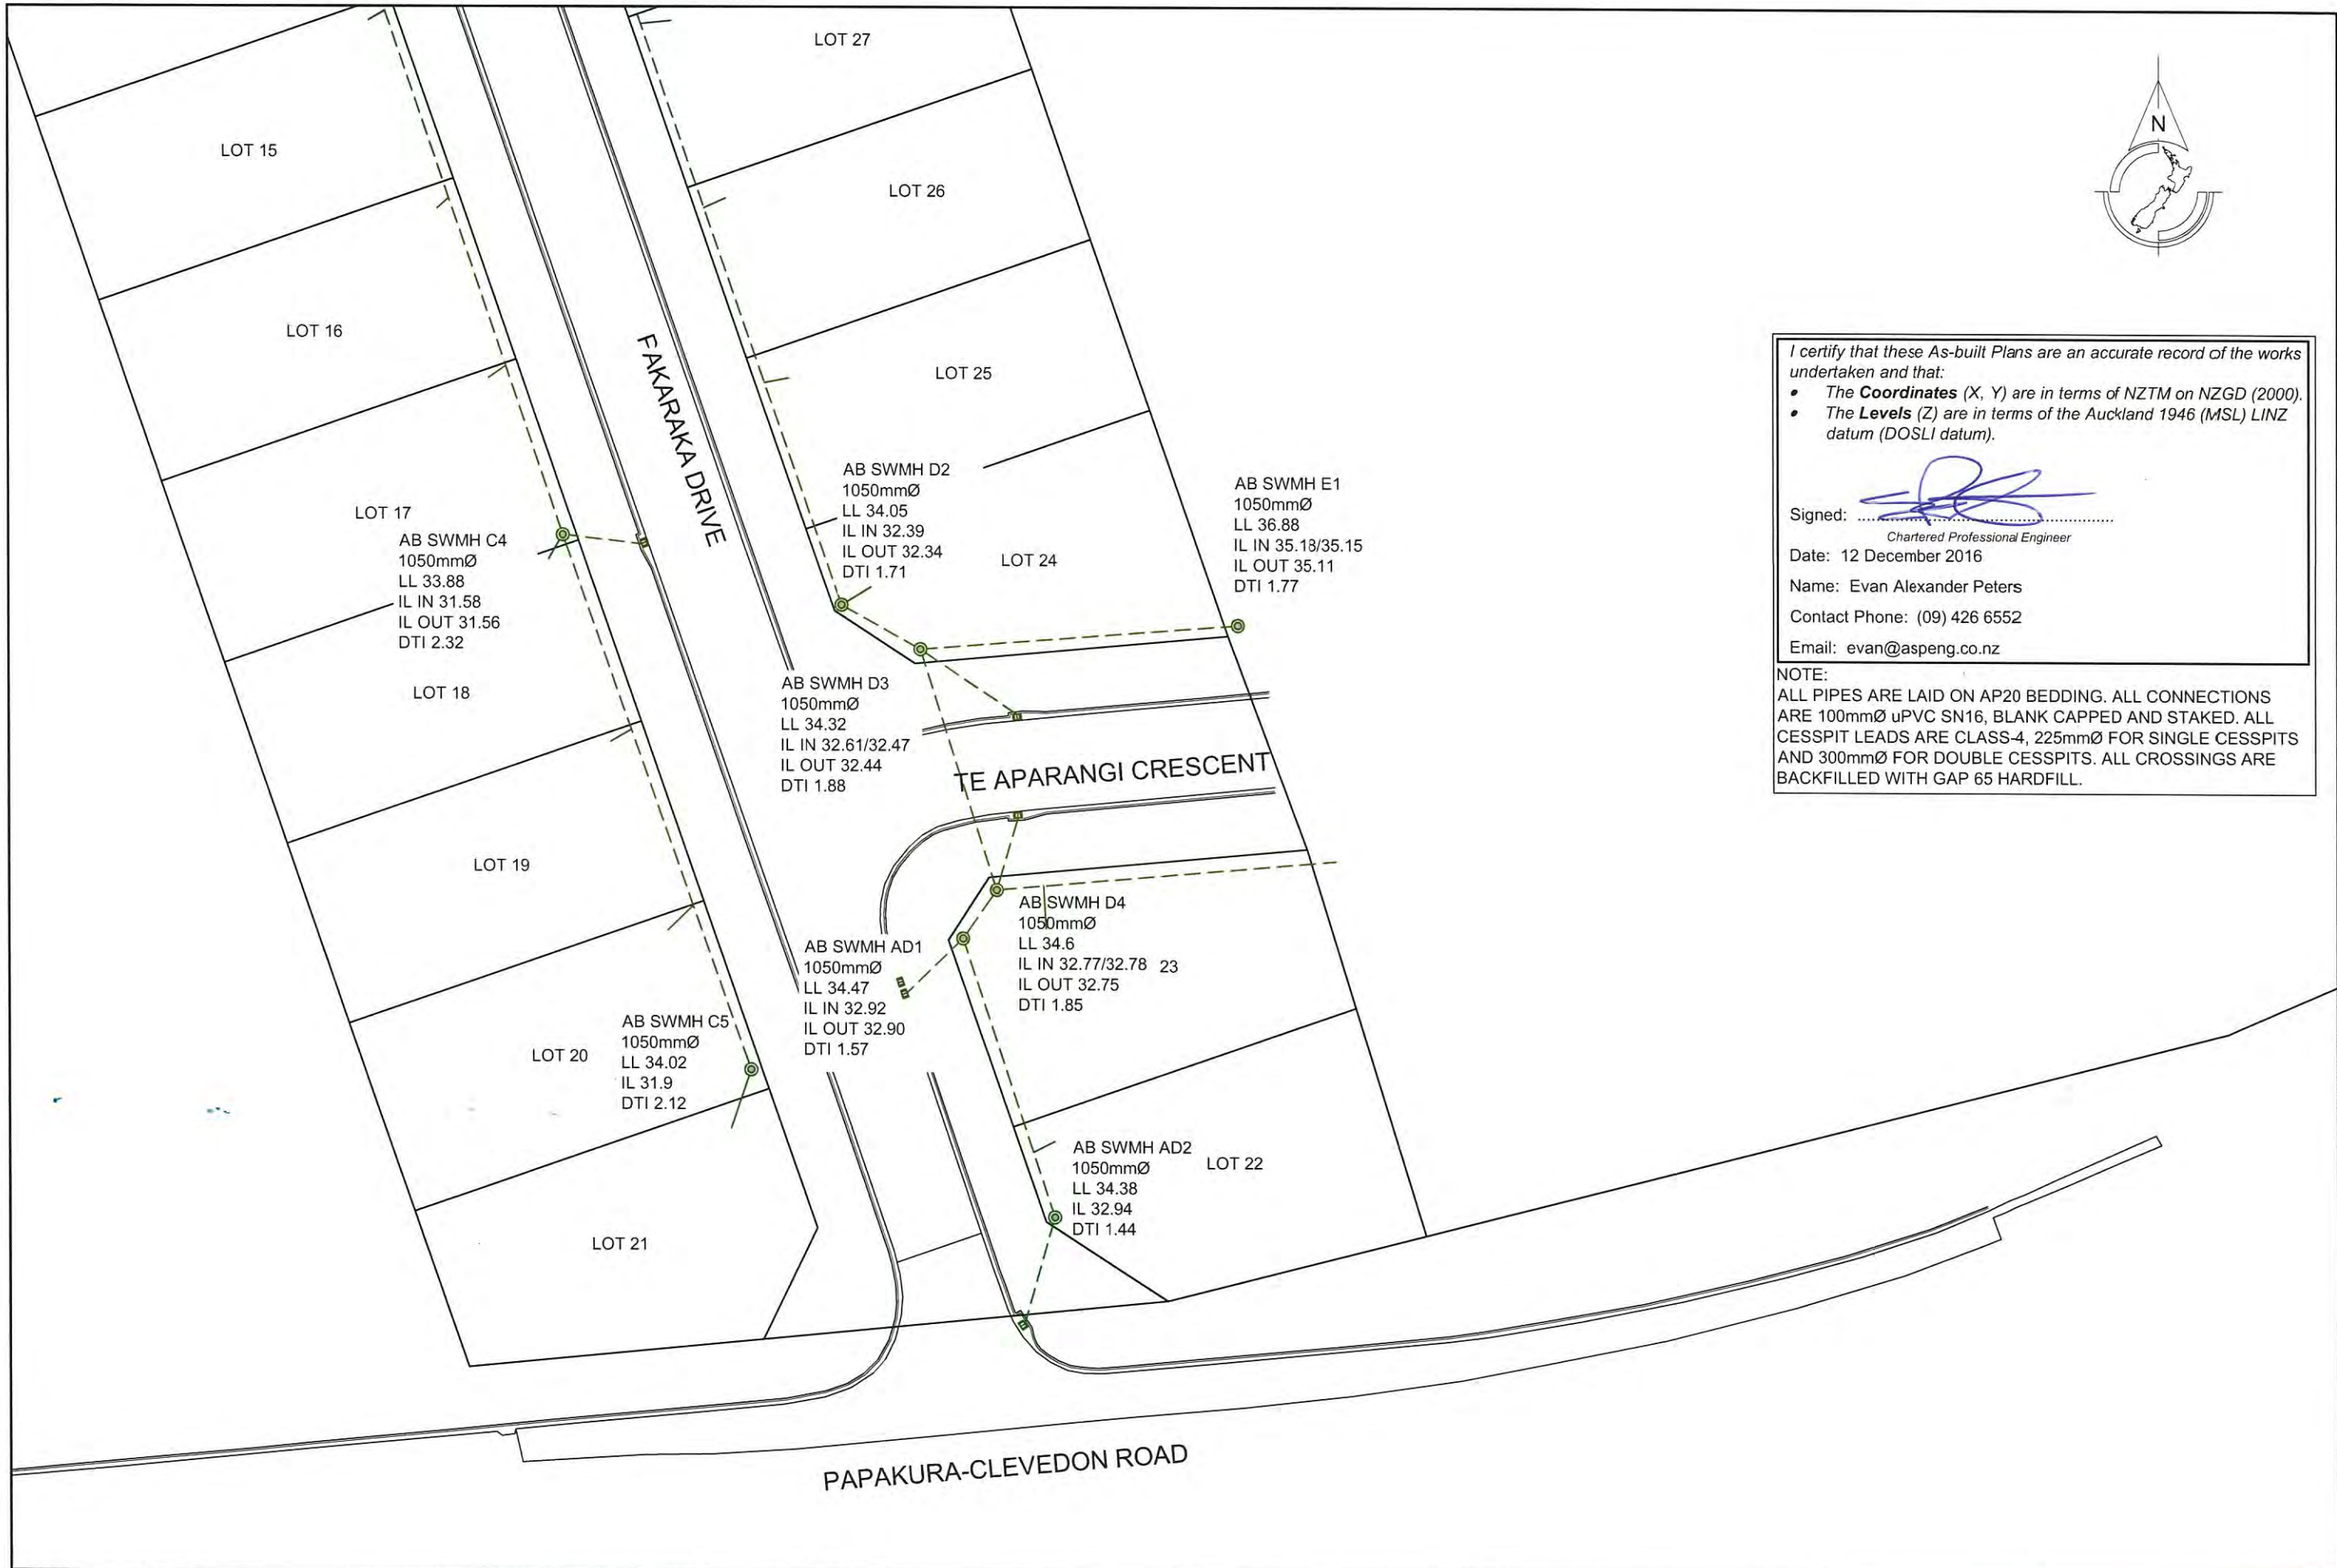 LOT 27
LOT 15
N
LOT 26
LOT 16
LOT 25
FAKARAKA DRIVE
LOT 17
AB SWMH C4
1050mmØ
LL 33.88
IL IN 31.58
IL OUT 31.56
DTI 2.32
AB SWMH D2
1050mmØ
LL 34.05
IL IN 32.39
IL OUT 32.34
DTI 1.71
LOT 24
AB SWMH E1
1050mmØ
LL 36.88
IL IN 35.18/35.15
IL OUT 35.11
DTI 1.77
LOT 18
AB SWMH D3
1050mmØ
LL 34.32
IL IN 32.61/32.47
IL OUT 32.44
DTI 1.88
TE APARANGI CRESCENT
LOT 19
AB SWMH D4
1050mmØ
LL 34.6
IL IN 32.77/32.78
IL OUT 32.75
DTI 1.85
23
AB SWMH AD1
1050mmØ
LL 34.47
IL IN 32.92
IL OUT 32.90
DTI 1.57
LOT 20
AB SWMH C5
1050mmØ
LL 34.02
IL 31.9
DTI 2.12
AB SWMH AD2
1050mmØ
LL 34.38
IL 32.94
DTI 1.44
LOT 22
LOT 21
PAPAKURA-CLEVEDON ROAD
I certify that these As-built Plans are an accurate record of the works
undertaken and that:
• The Coordinates (X, Y) are in terms of NZTM on NZGD (2000).
• The Levels (Z) are in terms of the Auckland 1946 (MSL) LINZ
datum (DOSLI datum).
Signed:
Chartered Professional Engineer
Date: 12 December 2016
Name: Evan Alexander Peters
Contact Phone: (09) 426 6552
Email: evan@aspeng.co.nz
NOTE:
ALL PIPES ARE LAID ON AP20 BEDDING. ALL CONNECTIONS
ARE 100mmØ uPVC SN16, BLANK CAPPED AND STAKED. ALL
CESSPIT LEADS ARE CLASS-4, 225mmØ FOR SINGLE CESSPITS
AND 300mmØ FOR DOUBLE CESSPITS. ALL CROSSINGS ARE
BACKFILLED WITH GAP 65 HARDFILL.